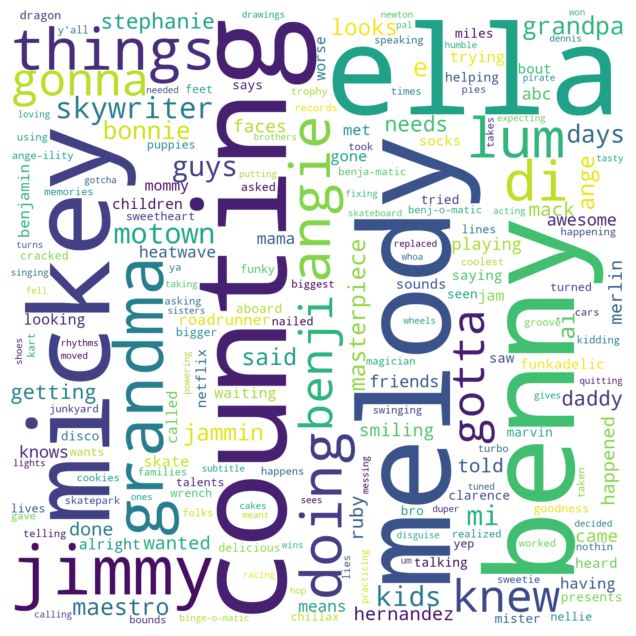 dragon
y'all
stephanie
drawings
newton
pal
won
dennis
things
needed
feet
says
worse
looks
speaking
miles
grandpa
ella
humble
pirate
gonna
trophy
e
trying
helping
bout
loving
skywriter
records
times
pies
abc
expecting
using
bonnie
faces
brothers
met
needs
lum
takes
days
ange-ility
puppies
putting
took
socks
tasty
memories
guys
gone
benja-matic
di
ange
gotcha
mommy
asked
fixing
tried
benj-o-matic
mack
acting
benjamin
children
sweetheart
skateboard
lines
awesome
turns
motown
mama
replaced
playing
happening
cracked
heatwave
whoa
sounds
coolest
singing
ya
funky
saying
turned
merlin
fell
taking
biggest
seen
jam
looking
asking
aboard
wheels
groove
cars
shoes
rhythms
sisters
roadrunner
nailed
magician
al
kidding
kart
moved
bigger
said
friends
saw
funkadelic
mickey
counting
angie
melody
benny
grandma
benji
masterpiece
gotta
getting
called
netflix
waiting
swinging
gives
quitting
daddy
junkyard
powering
smiling
marvin
disco
jammin
told
turbo
happened
knows
wants
skate
doing
clarence
lights
cookies
families
happens
messing
tuned
taken
goodness
skatepark
subtitle
talents
ruby
bro
duper
mi
decided
lives
ones
wrench
sees
disguise
realized
came
gave
done
folks
cakes
lies
um
yep
worked
nothin
telling
alright
wanted
meant
delicious
wins
talking
heard
jimmy
racing
practicing
sweetie
having
maestro
hop
means
kids
knew
presents
calling
bounds
binge-o-matic
chillax
hernandez
mister
nellie